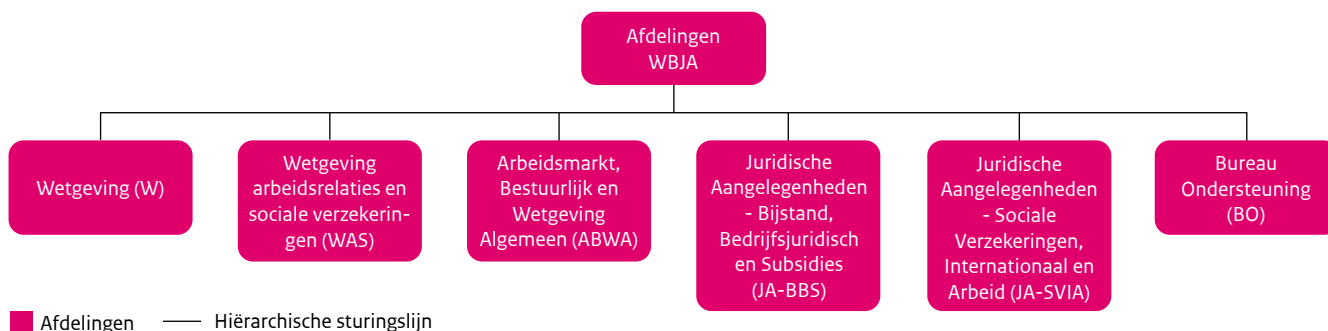 Afdelingen
WBJA
Wetgeving (W)
Wetgeving
arbeidsrelaties en
sociale verzekerin-
gen (WAS)
Arbeidsmarkt,
Bestuurlijk en
Wetgeving
Algemeen (ABWA)
Juridische
Aangelegenheden
- Bijstand,
Bedrijfsjuridisch
en Subsidies
(JA-BBS)
Juridische
Aangelegenheden
- Sociale
Verzekeringen,
Internationaal en
Arbeid (JA-SVIA)
Bureau
Ondersteuning
(BO)
Afdelingen
Hiërarchische sturingslijn